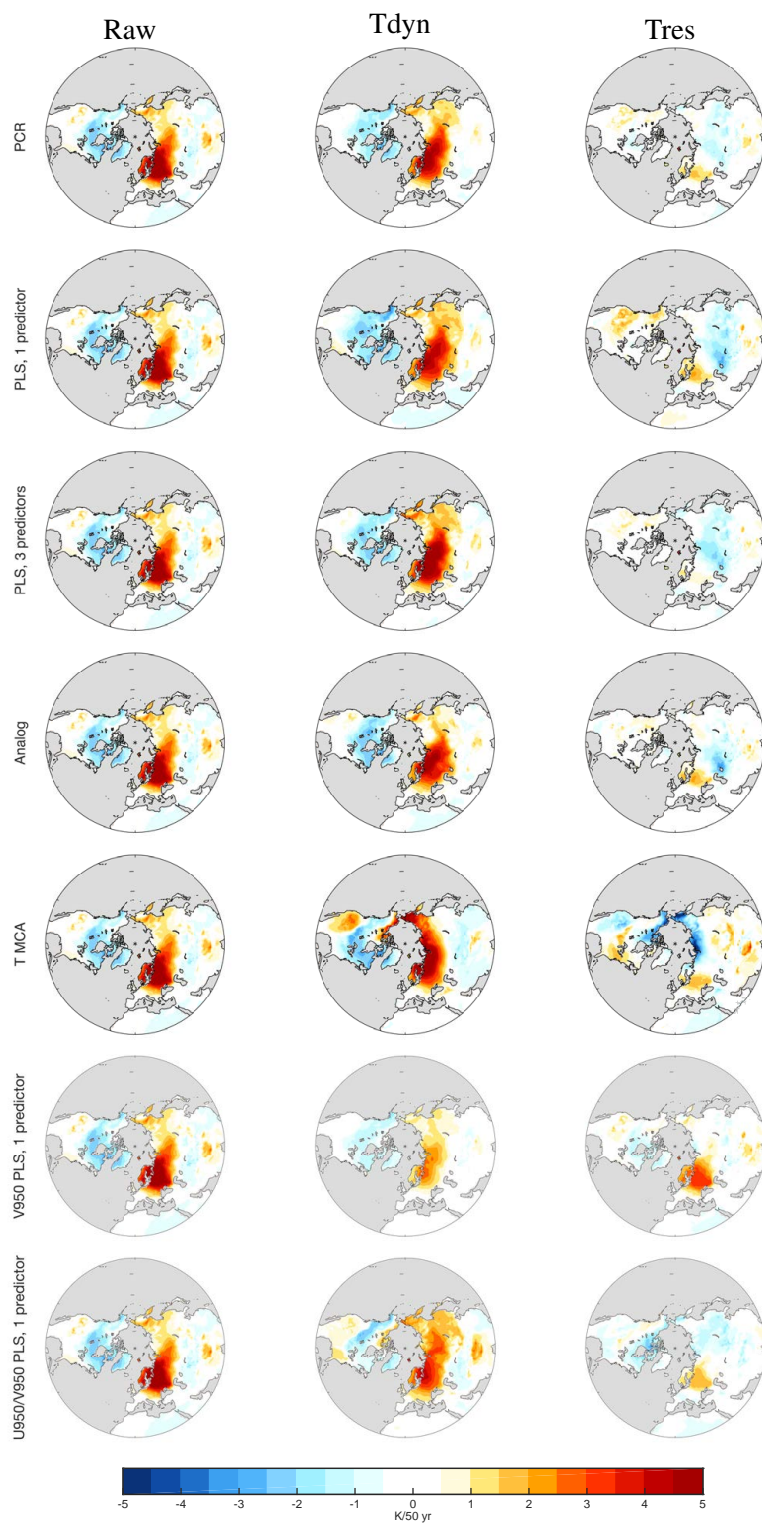 Raw Tdyn Tres
PCR
PLS, 1 predictor
PLS, 3 predictors
Analog
T MCA
V950 PLS, 1 predictor
U950/V950 PLS, 1 predictor
-5 -4 -3 -2 -1 0 1 2 3 4 5
K/50 yr